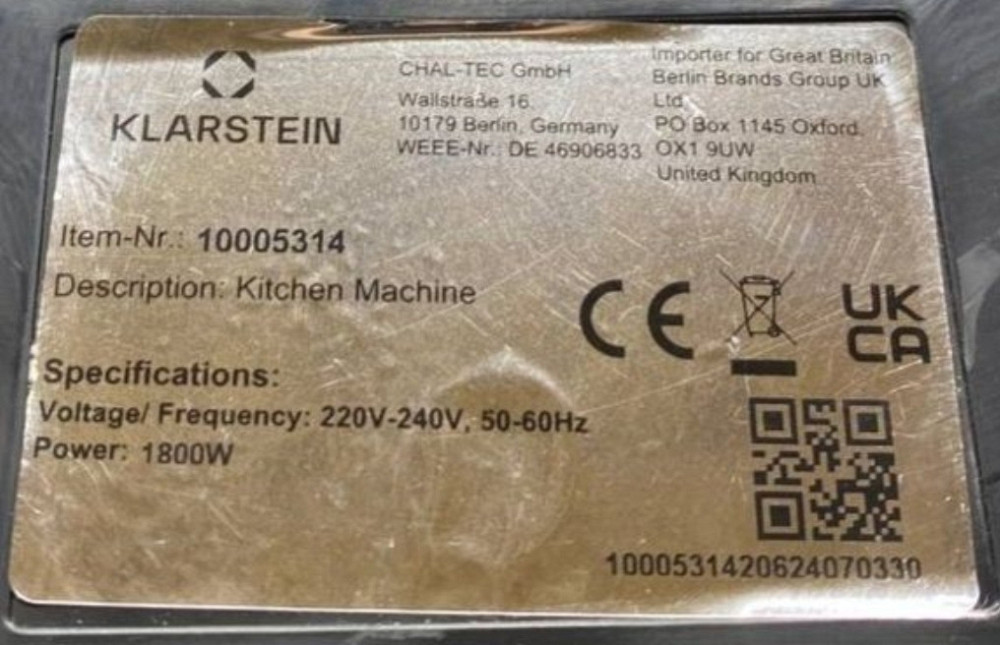 KLARSTEIN
CHAL-TEC GmbH
Wallstraße 16.
10179 Berlin, Germany
WEEE-Nr.: DE 46906833
Importer for Great Britain
Berlin Brands Group UK
Ltd
PO Box 1145 Oxford
OX1 9UW
United Kingdom
Item-Nr.: 10005314
Description: Kitchen Machine
CE
UK
CA
Specifications:
Voltage/ Frequency: 220V-240V, 50-60Hz
Power: 1800W
1000531420624070330